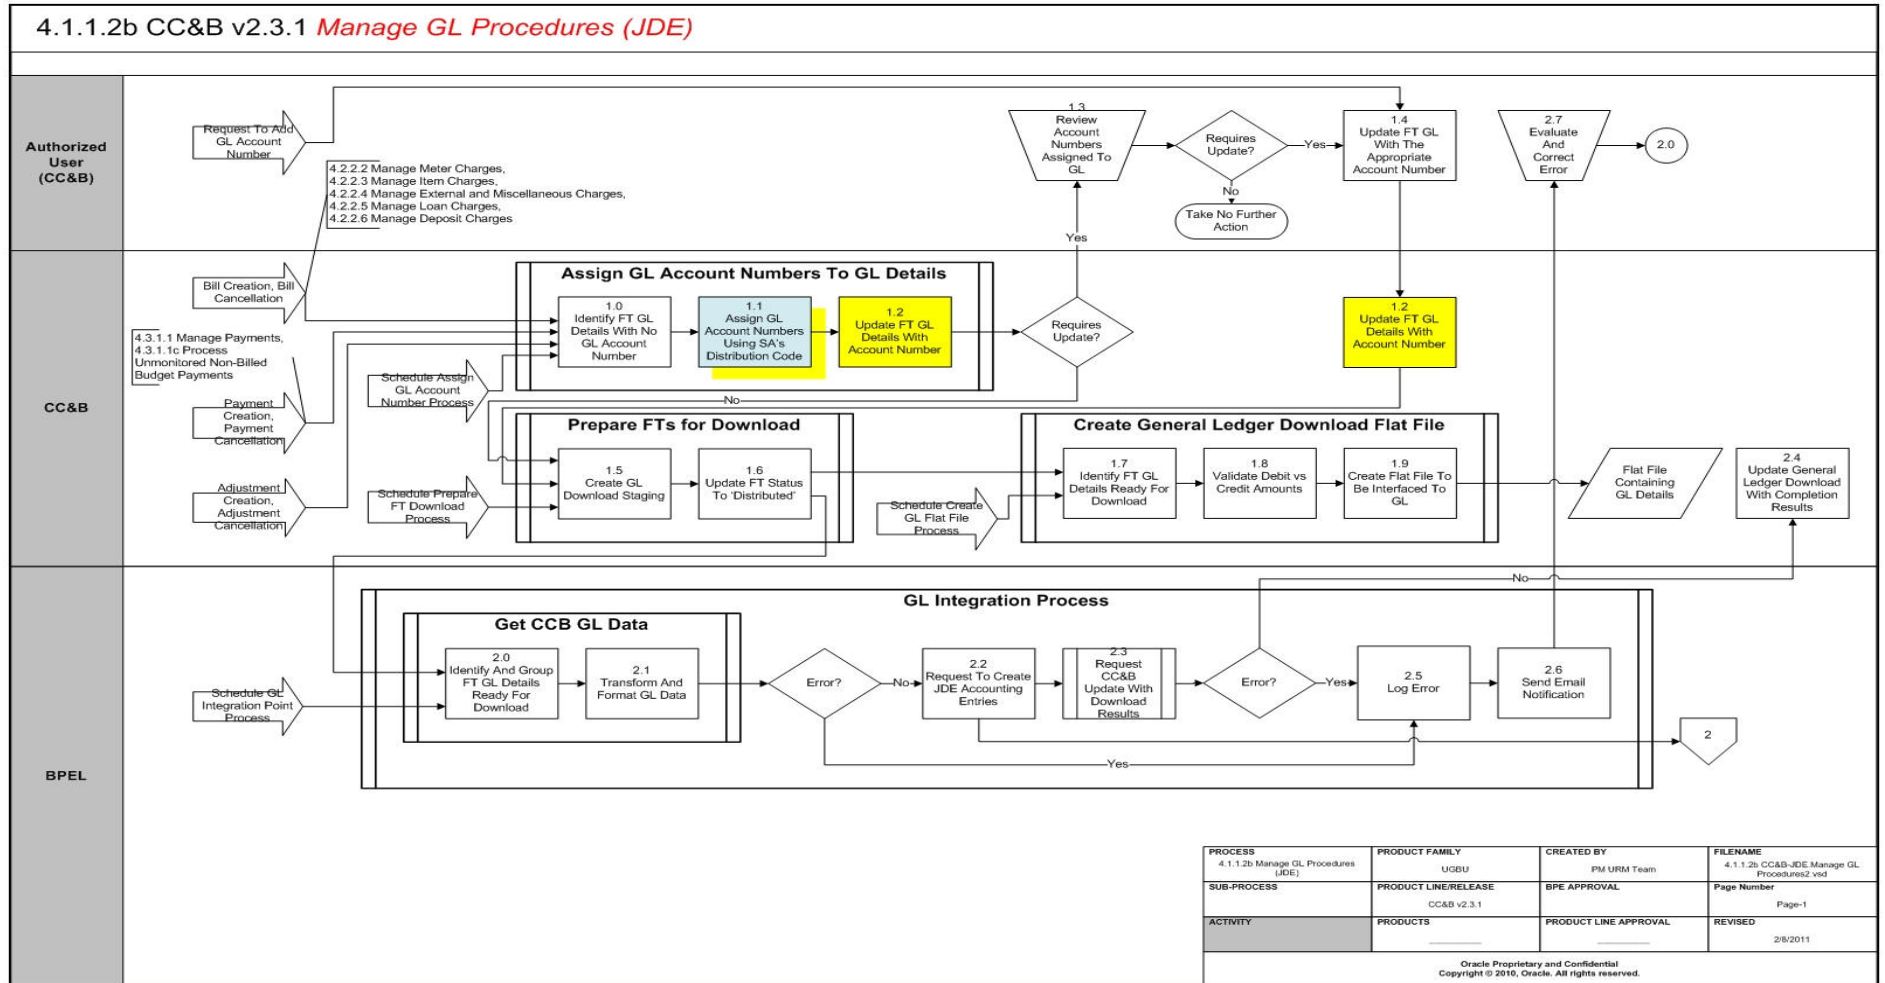 4.1.1.2b CC&B v2.3.1 Manage GL Procedures (JDE)
Authorized
User
(CC&B)
Request To Add
GL Account
Number
4.2.2.2 Manage Meter Charges,
4.2.2.3 Manage Item Charges,
4.2.2.4 Manage External and Miscellaneous Charges,
4.2.2.5 Manage Loan Charges,
4.2.2.6 Manage Deposit Charges
1.3
Review
Account
Numbers
Assigned To
GL
Requires
Update?
Yes
No
Take No Further
Action
1.4
Update FT GL
With The
Appropriate
Account Number
2.7
Evaluate
And
Correct
Error
2.0
Yes
CC&B
Bill Creation, Bill
Cancellation
4.3.1.1 Manage Payments,
4.3.1.1c Process
Unmonitored Non-Billed
Budget Payments
Payment
Creation,
Payment
Cancellation
Adjustment
Creation,
Adjustment
Cancellation
Assign GL Account Numbers To GL Details
1.0
Identify FT GL
Details With No
GL Account
Number
1.1
Assign GL
Account Numbers
Using SA's
Distribution Code
1.2
Update FT GL
Details With
Account Number
Requires
Update?
1.2
Update FT GL
Details With
Account Number
Schedule Assign
GL Account
Number Process
No
Prepare FTs for Download
1.5
Create GL
Download Staging
1.6
Update FT Status
To 'Distributed'
Schedule Prepare
FT Download
Process
Create General Ledger Download Flat File
1.7
Identify FT GL
Details Ready For
Download
1.8
Validate Debit vs
Credit Amounts
1.9
Create Flat File To
Be Interfaced To
GL
Schedule Create
GL Flat File
Process
Flat File
Containing
GL Details
2.4
Update General
Ledger Download
With Completion
Results
BPEL
No
GL Integration Process
Get CCB GL Data
Schedule GL
Integration Point
Process
2.0
Identify And Group
FT GL Details
Ready For
Download
2.1
Transform And
Format GL Data
Error?
No
2.2
Request To Create
JDE Accounting
Entries
2.3
Request
CC&B
Update With
Download
Results
Error?
Yes
2.5
Log Error
2.6
Send Email
Notification
2
Yes
PROCESS
4.1.1.2b Manage GL Procedures
(JDE)
PRODUCT FAMILY
UGBU
CREATED BY
PM URM Team
FILENAME
4.1.1.2b CC&B-JDE.Manage GL
Procedures2.vsd
SUB-PROCESS
PRODUCT LINE/RELEASE
CC&B v2.3.1
BPE APPROVAL
Page Number
Page-1
ACTIVITY
PRODUCTS
PRODUCT LINE APPROVAL
REVISED
2/8/2011
Oracle Proprietary and Confidential
Copyright © 2010, Oracle. All rights reserved.